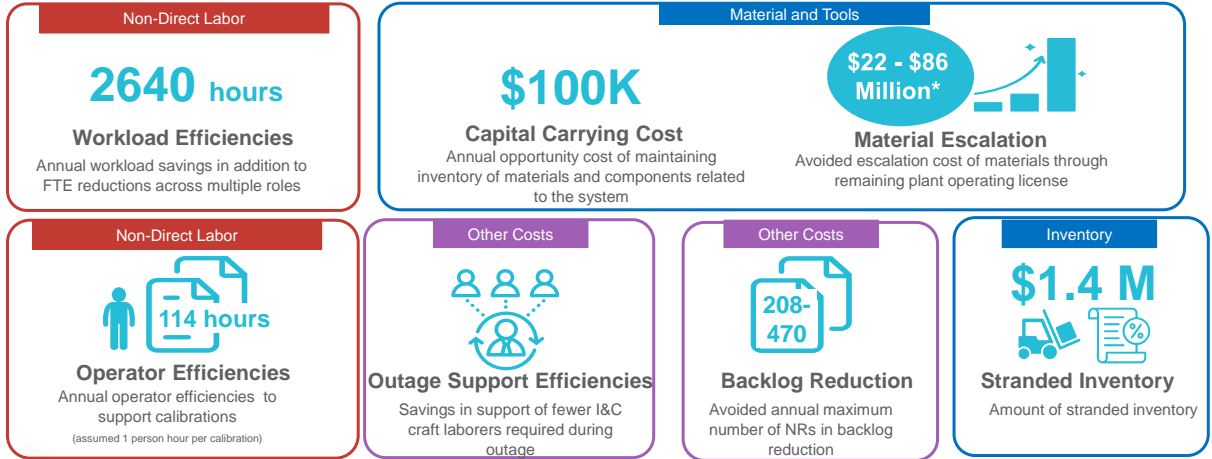 Non-Direct Labor
2640 hours
Workload Efficiencies
Annual workload savings in addition to
FTE reductions across multiple roles
Material and Tools
$100K
Capital Carrying Cost
Annual opportunity cost of maintaining
inventory of materials and components related
to the system
$22 - $86
Million*
Material Escalation
Avoided escalation cost of materials through
remaining plant operating license
Non-Direct Labor
114 hours
Operator Efficiencies
Annual operator efficiencies to
support calibrations
(assumed 1 person hour per calibration)
Other Costs
Outage Support Efficiencies
Savings in support of fewer I&C
craft laborers required during
outage
Other Costs
208-
470
Backlog Reduction
Avoided annual maximum
number of NRs in backlog
reduction
Inventory
$1.4 M
%
Stranded Inventory
Amount of stranded inventory